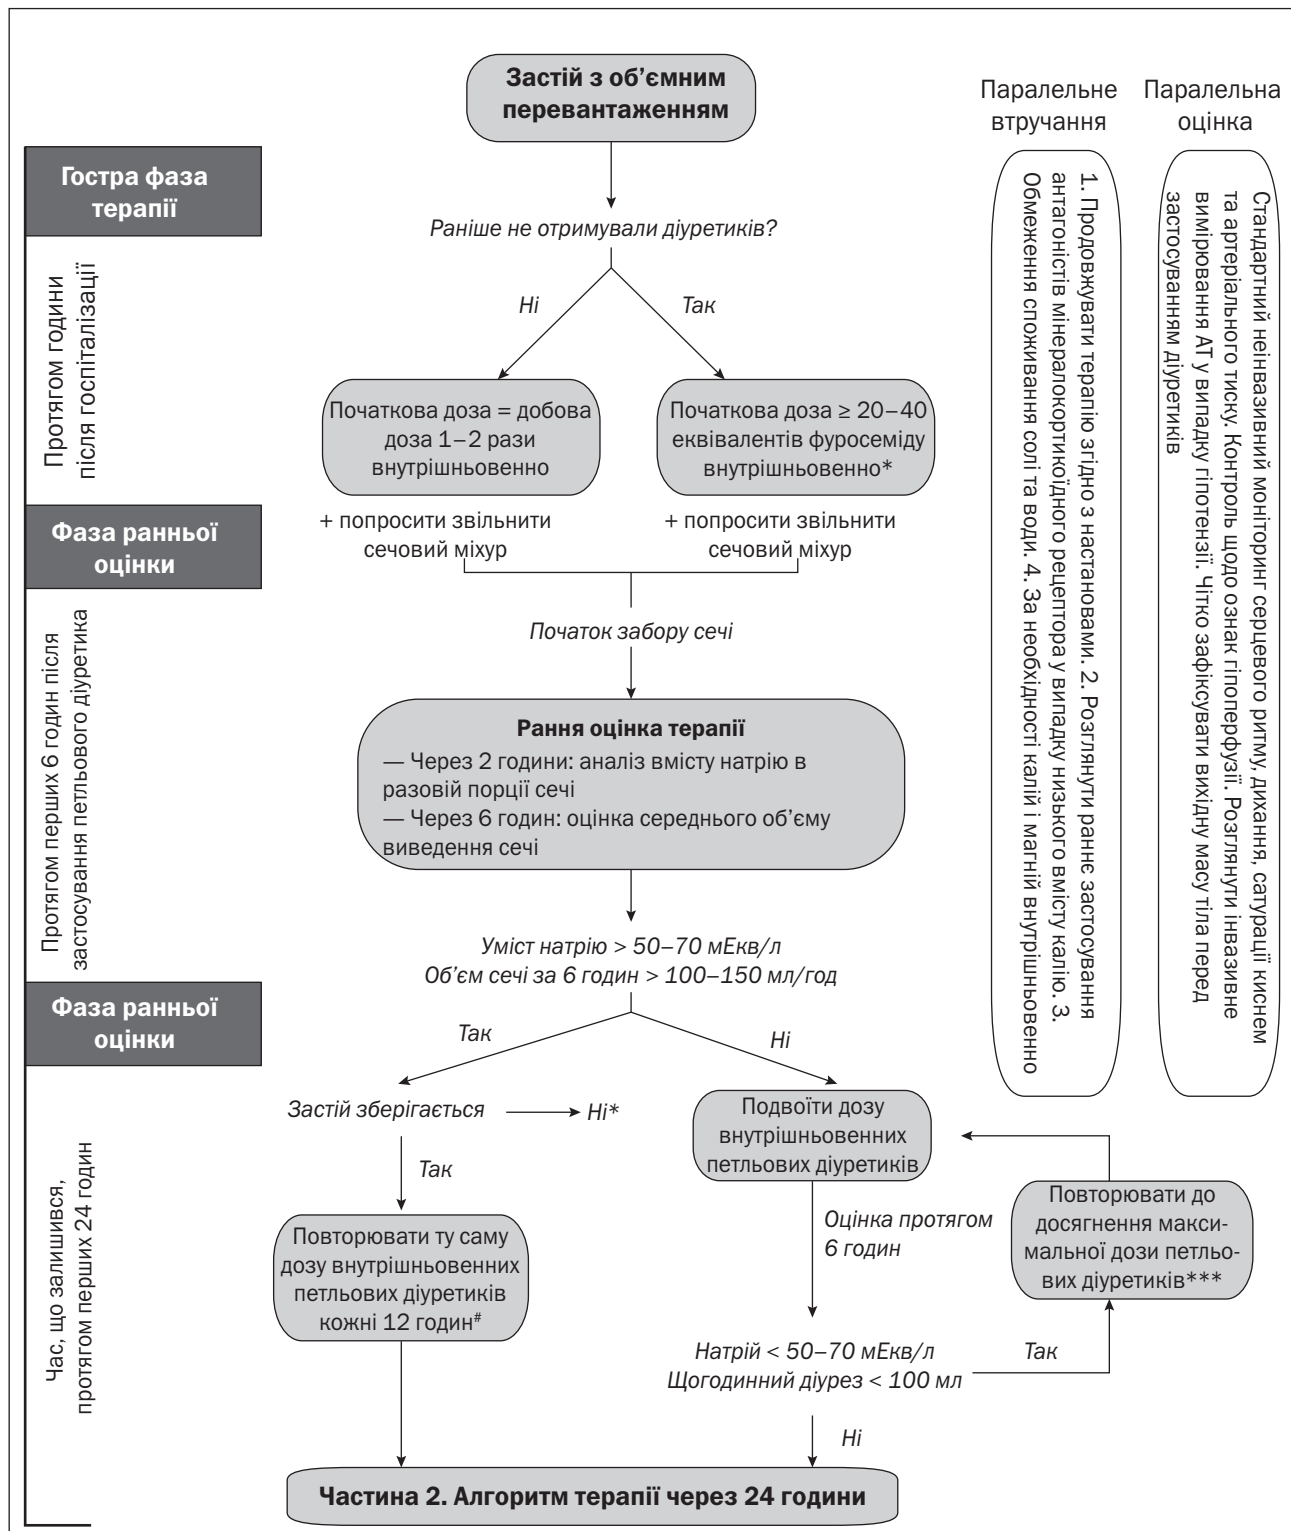 Застій з об’ємним
перевантаженням
Паралельне
втручання
Паралельна
оцінка
Гостра фаза
терапії
Раніше не отримували діуретиків?
Протягом години
після госпіталізації
Ні
Так
Початкова доза = добова
доза 1–2 рази
внутрішньовенно
Початкова доза ≥ 20–40
еквівалентів фуросеміду
внутрішньовенно*
+ попросити звільнити
сечовий міхур
+ попросити звільнити
сечовий міхур
Фаза ранньої
оцінки
Початок забору сечі
Протягом перших 6 годин після
застосування петльового діуретика
Рання оцінка терапії
— Через 2 години: аналіз вмісту натрію в
разовій порції сечі
— Через 6 годин: оцінка середнього об’єму
виведення сечі
Уміст натрію > 50–70 мЕкв/л
Об’єм сечі за 6 годин > 100–150 мл/год
Фаза ранньої
оцінки
Так
Ні
Застій зберігається
Ні*
Подвоїти дозу
внутрішньовенних
петльових діуретиків
Час, що залишився,
протягом перших 24 годин
Так
Оцінка протягом
6 годин
Повторювати до
досягнення макси-
мальної дози петльо-
вих діуретиків***
Повторювати ту саму
дозу внутрішньовенних
петльових діуретиків
кожні 12 годин#
Натрій < 50–70 мЕкв/л
Щогодинний діурез < 100 мл
Так
Ні
Частина 2. Алгоритм терапії через 24 години
1. Продовжувати терапію згідно з настановами. 2. Розглянути раннє застосування
антагоністів мінералокортикоїдного рецептора у випадку низького вмісту калію. 3.
Обмеження споживання солі та води. 4. За необхідності калій і магній внутрішньовенно
Стандартний неінвазивний моніторинг серцевого ритму, дихання, сатурації киснем
та артеріального тиску. Контроль щодо ознак гіпоперфузії. Розглянути інвазивне
вимірювання АТ у випадку гіпотензії. Чітко зафіксувати вихідну масу тіла перед
застосуванням діуретиків